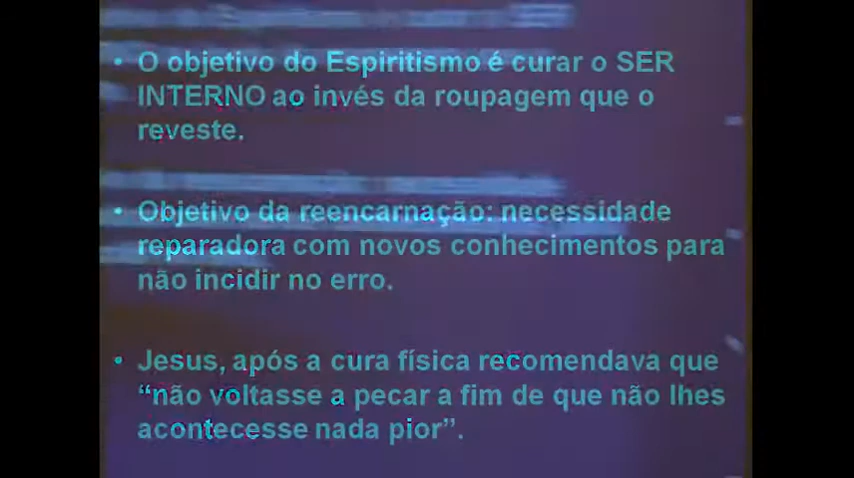 • O objetivo do Espiritismo é curar o SER
INTERNO ao invés da roupagem que o
reveste.
• Objetivo da reencarnação: necessidade
reparadora com novos conhecimentos para
não incidir no erro.
• Jesus, após a cura física recomendava que
“não voltasse a pecar a fim de que não lhes
acontecesse nada pior”.